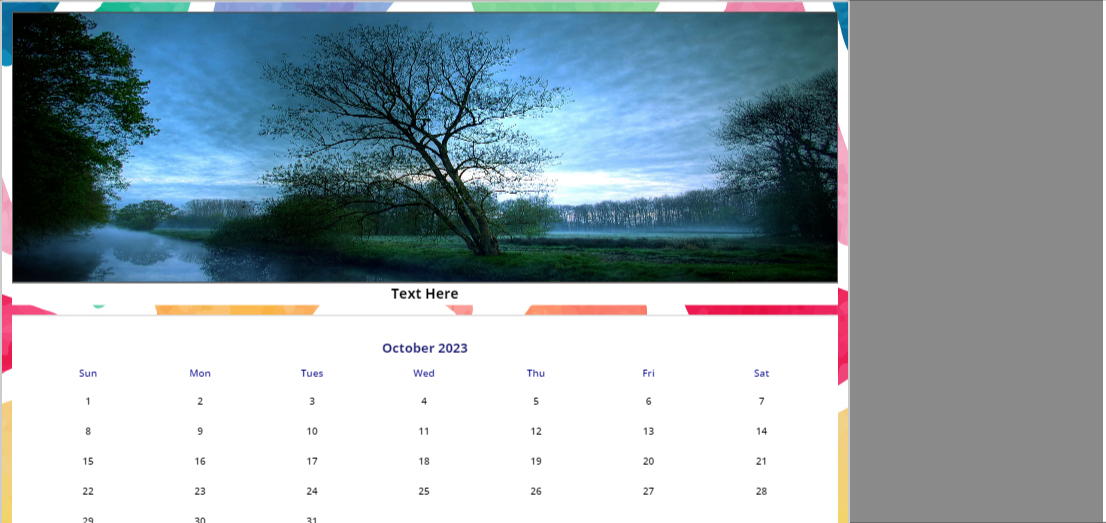 Text Here
October 2023
Sun Mon Tues Wed Thu Fri Sat
1 2 3 4 5 6 7
8 9 10 11 12 13 14
15 16 17 18 19 20 21
22 23 24 25 26 27 28
29 30 31